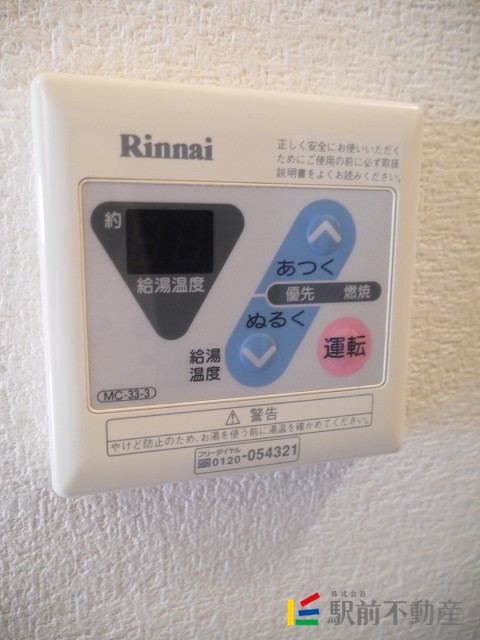 Rinnai
正しく安全にお使いいただく
ためにご使用の前に必ず取扱
説明書をよくお読みください。
約
給湯温度
あつく
優先 燃焼
ぬるく
給湯
温度
運転
MC-33-3
⚠警告
やけど防止のため、お湯を使う前に湯温を確かめてください。
フリーダイヤル
0120-054321
株式会社
駅前不動産